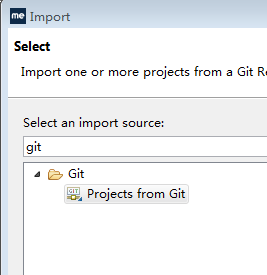 me Import
Select
Import one or more projects from a Git
Select an import source:
git
Git
GIT Projects from Git